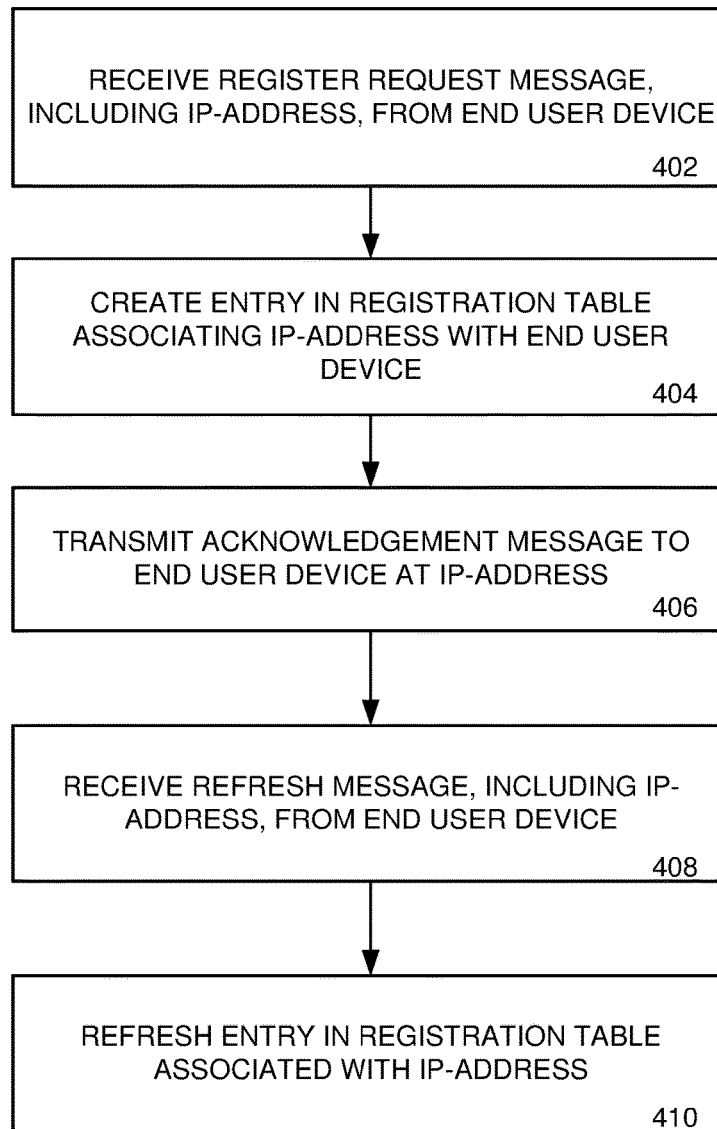 RECEIVE REGISTER REQUEST MESSAGE,
INCLUDING IP-ADDRESS, FROM END USER DEVICE
402
CREATE ENTRY IN REGISTRATION TABLE
ASSOCIATING IP-ADDRESS WITH END USER
DEVICE
404
TRANSMIT ACKNOWLEDGEMENT MESSAGE TO
END USER DEVICE AT IP-ADDRESS
406
RECEIVE REFRESH MESSAGE, INCLUDING IP-
ADDRESS, FROM END USER DEVICE
408
REFRESH ENTRY IN REGISTRATION TABLE
ASSOCIATED WITH IP-ADDRESS
410